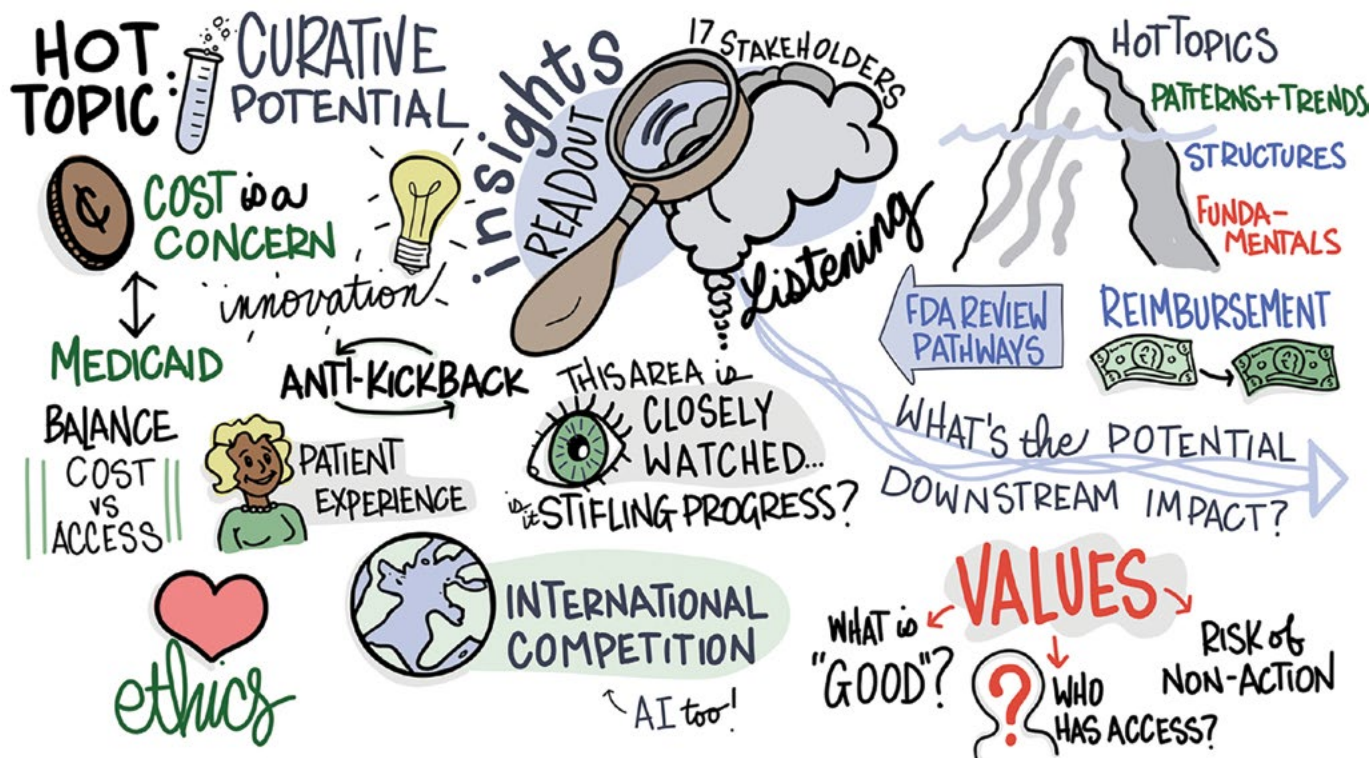 HOT
TOPIC:
CURATIVE
POTENTIAL
¢
COST is a
CONCERN
innovation
MEDICAID
BALANCE
COST
vs
ACCESS
ANTI-KICKBACK
PATIENT
EXPERIENCE
ethics
insights
READOUT
17 STAKEHOLDERS
Listening
THIS AREA is
CLOSELY
WATCHED...
is it STIFLING PROGRESS?
INTERNATIONAL
COMPETITION
AI too!
HOT TOPICS
PATTERNS + TRENDS
STRUCTURES
FUNDA-
MENTALS
FDA REVIEW
PATHWAYS
REIMBURSEMENT
WHAT'S the POTENTIAL
DOWNSTREAM IMPACT?
VALUES
WHAT is
"GOOD"?
?
WHO
HAS ACCESS?
RISK of
NON-ACTION